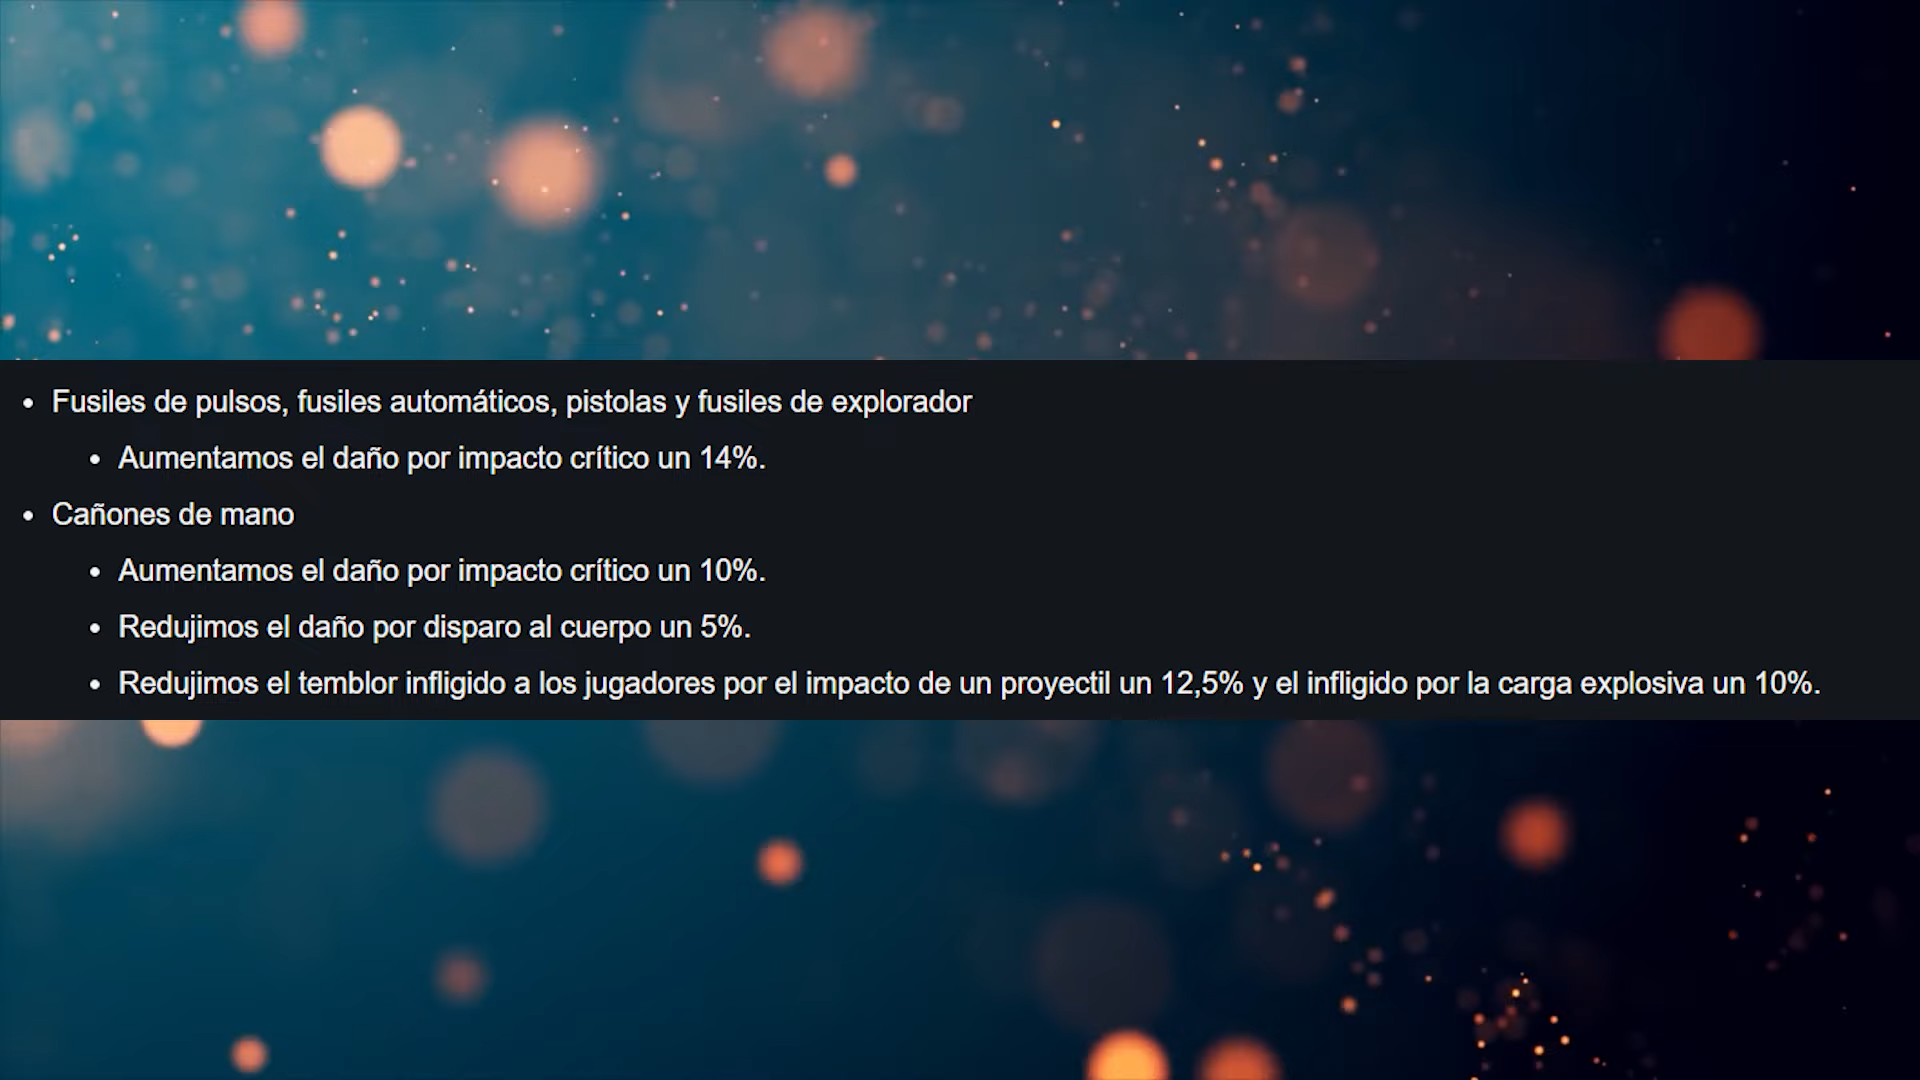 Fusiles de pulsos, fusiles automáticos, pistolas y fusiles de explorador
Aumentamos el daño por impacto crítico un 14%.
Cañones de mano
Aumentamos el daño por impacto crítico un 10%.
Redujimos el daño por disparo al cuerpo un 5%.
Redujimos el temblor infligido a los jugadores por el impacto de un proyectil un 12,5% y el infligido por la carga explosiva un 10%.